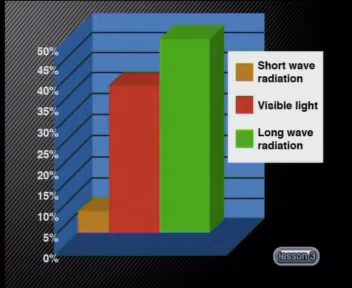 50%
45%
40%
35%
30%
25%
20%
15%
10%
5%
0%
Short wave
radiation
Visible light
Long wave
radiation
lesson 3